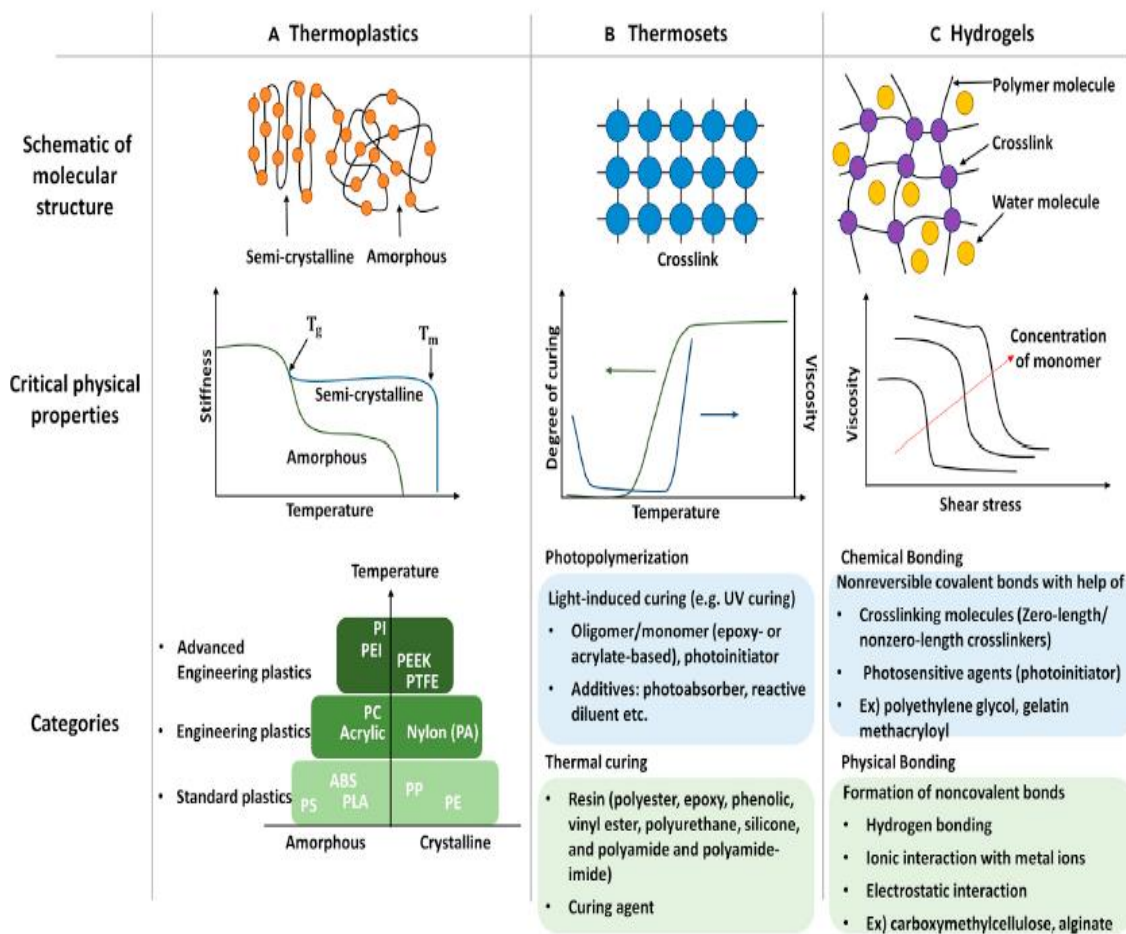 A Thermoplastics
B Thermosets
C Hydrogels
Schematic of
molecular
structure
Semi-crystalline
Amorphous
Crosslink
Polymer molecule
Crosslink
Water molecule
Critical physical
properties
Stiffness
Tg
Tm
Semi-crystalline
Amorphous
Temperature
Degree of curing
Viscosity
Temperature
Viscosity
Concentration
of monomer
Shear stress
Categories
Temperature
• Advanced
Engineering plastics
PI
PEI
PEEK
PTFE
• Engineering plastics
PC
Acrylic
Nylon (PA)
• Standard plastics
ABS
PS
PLA
PP
PE
Amorphous
Crystalline
Photopolymerization
Light-induced curing (e.g. UV curing)
• Oligomer/monomer (epoxy- or
acrylate-based), photoinitiator
• Additives: photoabsorber, reactive
diluent etc.
Thermal curing
• Resin (polyester, epoxy, phenolic,
vinyl ester, polyurethane, silicone,
and polyamide and polyamide-
imide)
• Curing agent
Chemical Bonding
Nonreversible covalent bonds with help of
• Crosslinking molecules (Zero-length/
nonzero-length crosslinkers)
• Photosensitive agents (photoinitiator)
• Ex) polyethylene glycol, gelatin
methacryloyl
Physical Bonding
Formation of noncovalent bonds
• Hydrogen bonding
• Ionic interaction with metal ions
• Electrostatic interaction
• Ex) carboxymethylcellulose, alginate